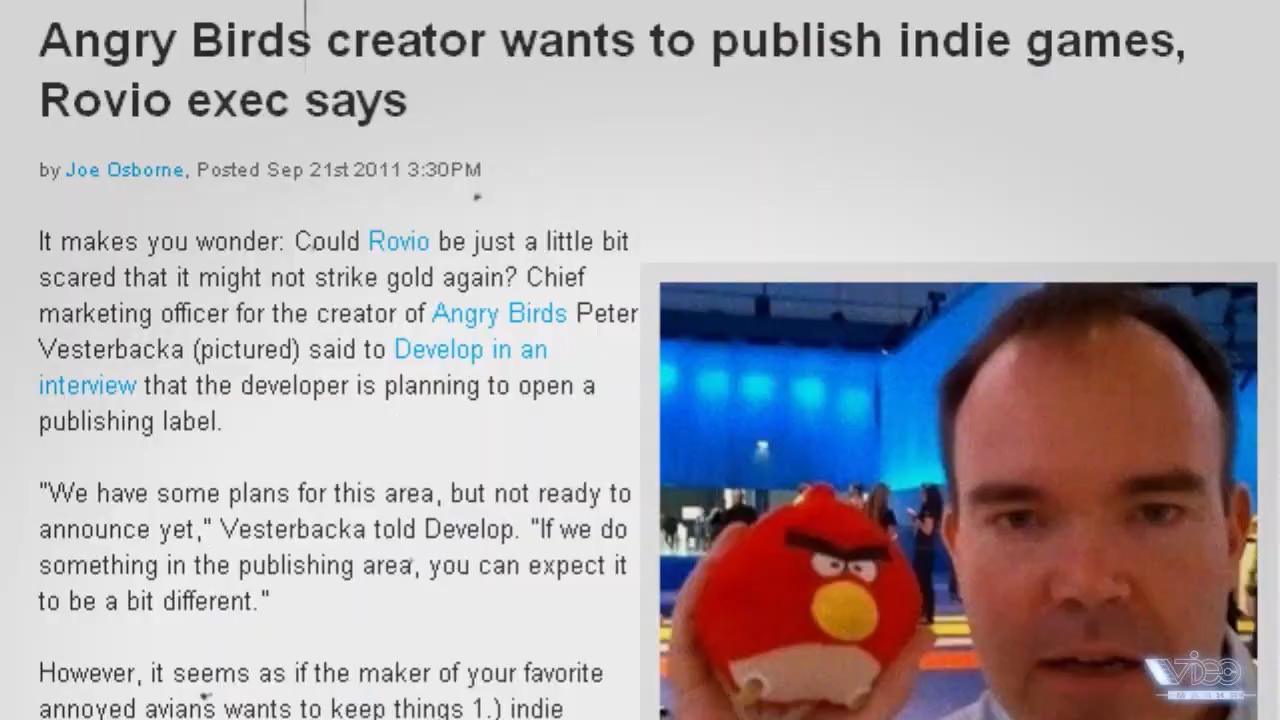 Angry Birds creator wants to publish indie games,
Rovio exec says
by Joe Osborne, Posted Sep 21st 2011 3:30PM
It makes you wonder: Could Rovio be just a little bit
scared that it might not strike gold again? Chief
marketing officer for the creator of Angry Birds Peter
Vesterbacka (pictured) said to Develop in an
interview that the developer is planning to open a
publishing label.
"We have some plans for this area, but not ready to
announce yet," Vesterbacka told Develop. "If we do
something in the publishing area, you can expect it
to be a bit different."
However, it seems as if the maker of your favorite
annoyed avians wants to keep things 1.) indie
VIDEO
МАНИЯ